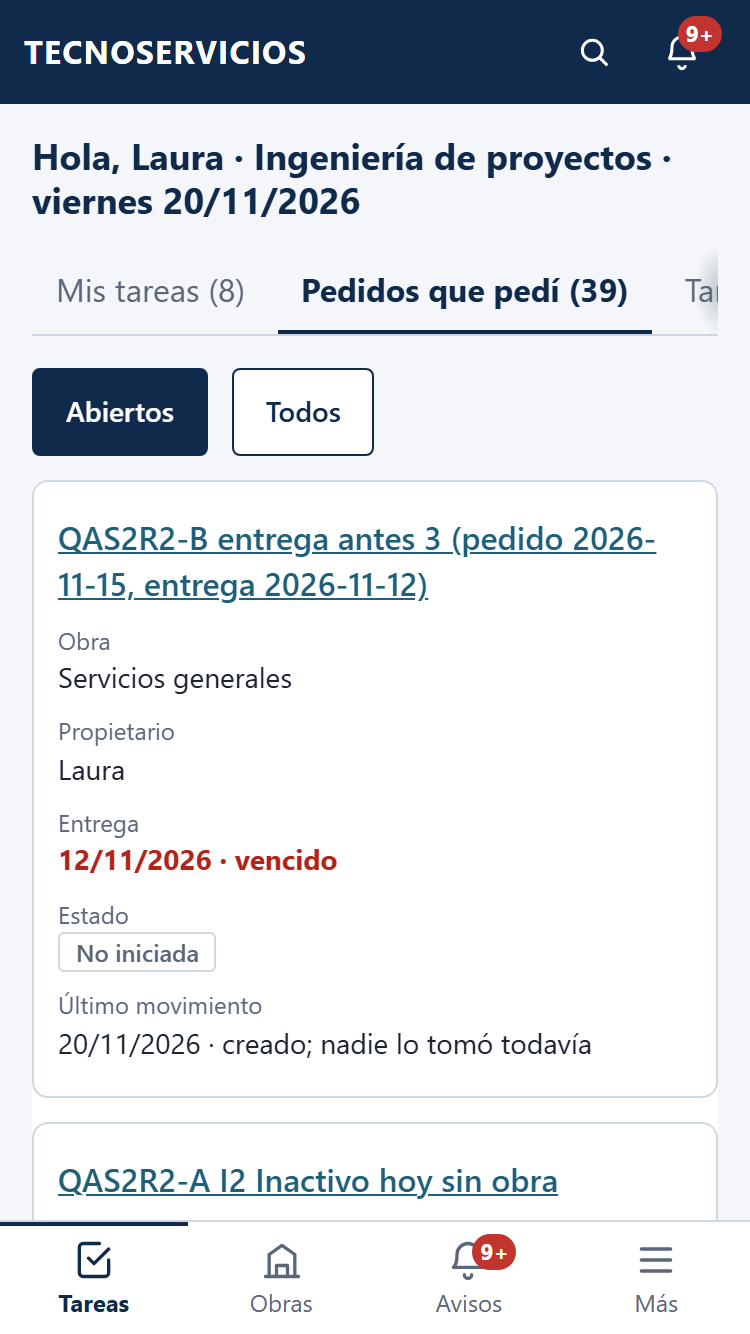 TECNOSERVICIOS
9+
Hola, Laura · Ingeniería de proyectos ·
viernes 20/11/2026
Mis tareas (8)
Pedidos que pedí (39)
Abiertos
Todos
QAS2R2-B entrega antes 3 (pedido 2026-
11-15, entrega 2026-11-12)
Obra
Servicios generales
Propietario
Laura
Entrega
12/11/2026 · vencido
Estado
No iniciada
Último movimiento
20/11/2026 · creado; nadie lo tomó todavía
QAS2R2-A I2 Inactivo hoy sin obra
Tareas
Obras
9+
Avisos
Más